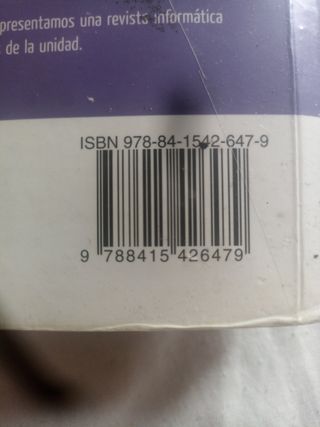 presentamos una revista informática
de la unidad.
ISBN 978-84-1542-647-9
9 788415 426479